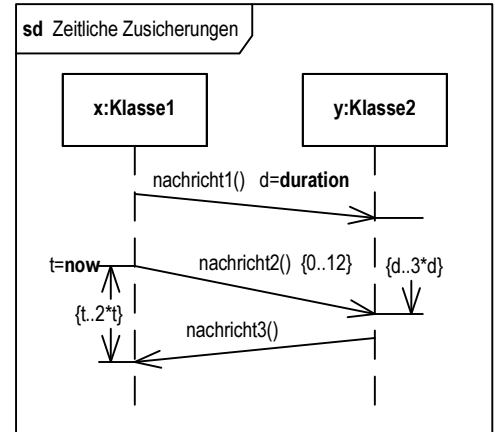 sd Zeitliche Zusicherungen
x:Klasse1 y:Klasse2
nachricht1() d=duration
t=now nachricht2() {0..12} {d..3*d}
{t..2*t}
nachricht3()